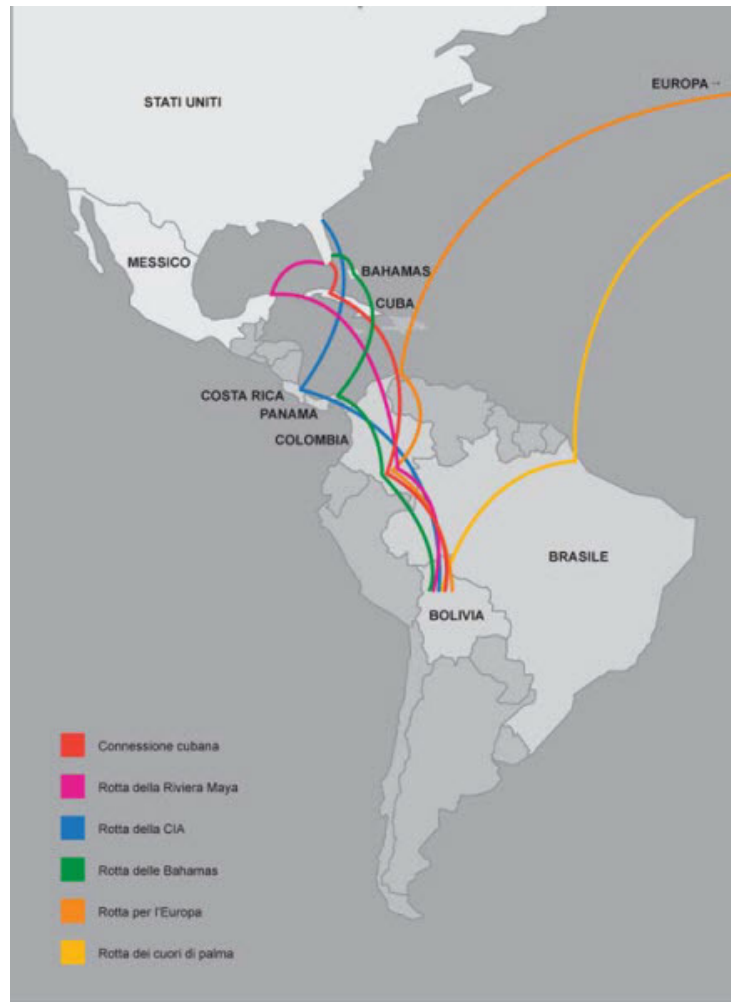 EUROPA
STATI UNITI
MESSICO
BAHAMAS
CUBA
COSTA RICA
PANAMA
COLOMBIA
BRASILE
BOLIVIA
Connessione cubana
Rotta della Riviera Maya
Rotta della CIA
Rotta delle Bahamas
Rotta per l'Europa
Rotta dei cuori di palma